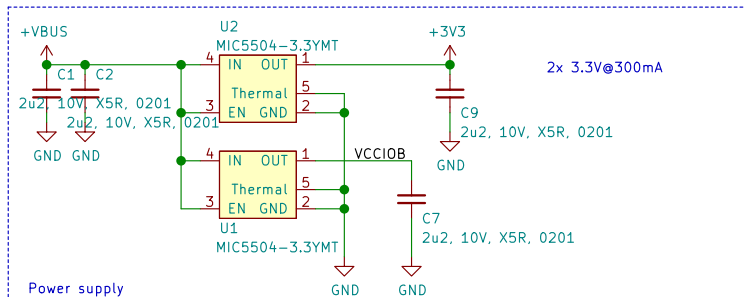 +VBUS
U2
MIC5504-3.3YMT
+3V3
4 IN OUT 1
2x 3.3V@300mA
C1 C2
Thermal 5
2u2, 10V, X5R, 0201
3 EN GND 2
2u2, 10V, X5R, 0201
C9
2u2, 10V, X5R, 0201
GND GND
GND
4 IN OUT 1
VCCIOB
Thermal 5
3 EN GND 2
C7
U1
2u2, 10V, X5R, 0201
MIC5504-3.3YMT
Power supply
GND
GND